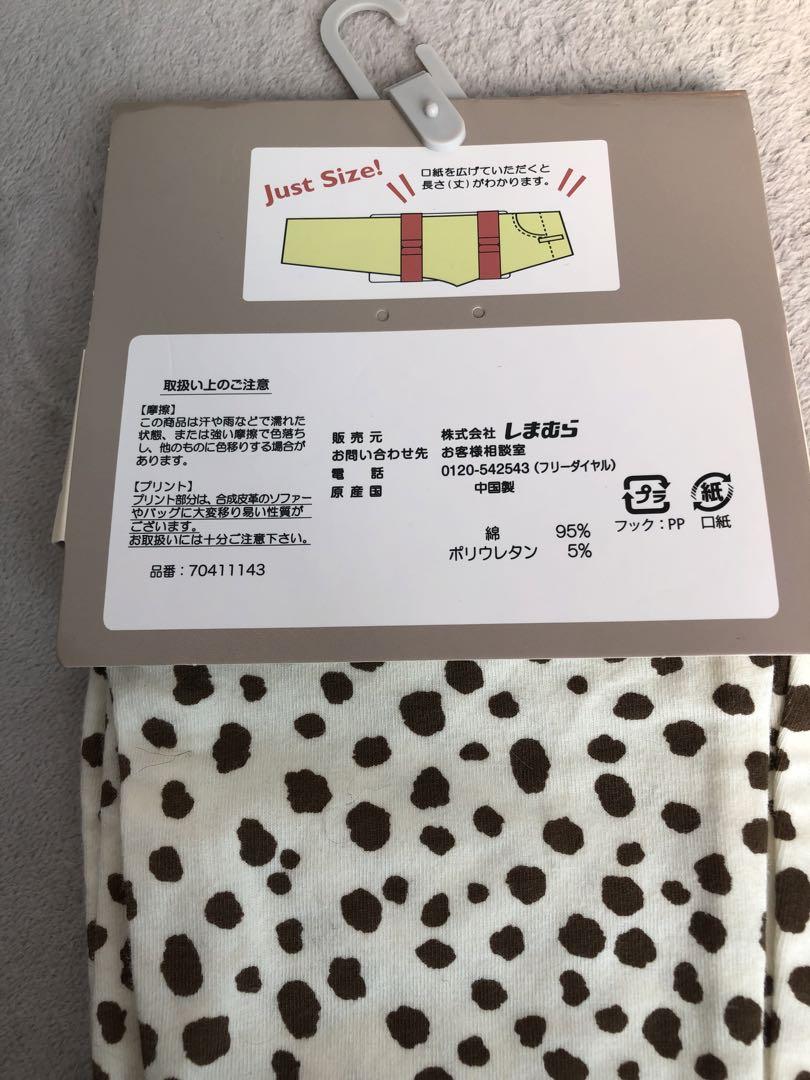 Just Size!
口紙を広げていただくと
長さ(丈)がわかります。
取扱い上のご注意
【摩擦】
この商品は汗や雨などで濡れた
状態、または強い摩擦で色落ち
し、他のものに色移りする場合が
あります。
【プリント】
プリント部分は、合成皮革のソファー
やバッグに大変移り易い性質が
ございます。
お取扱いには十分ご注意下さい。
品番：70411143
販売元 株式会社 しまむら
お問い合わせ先 お客様相談室
電話 0120-542543（フリーダイヤル）
原産国 中国製
綿 95%
ポリウレタン 5%
プラ
フック：PP
紙
口紙